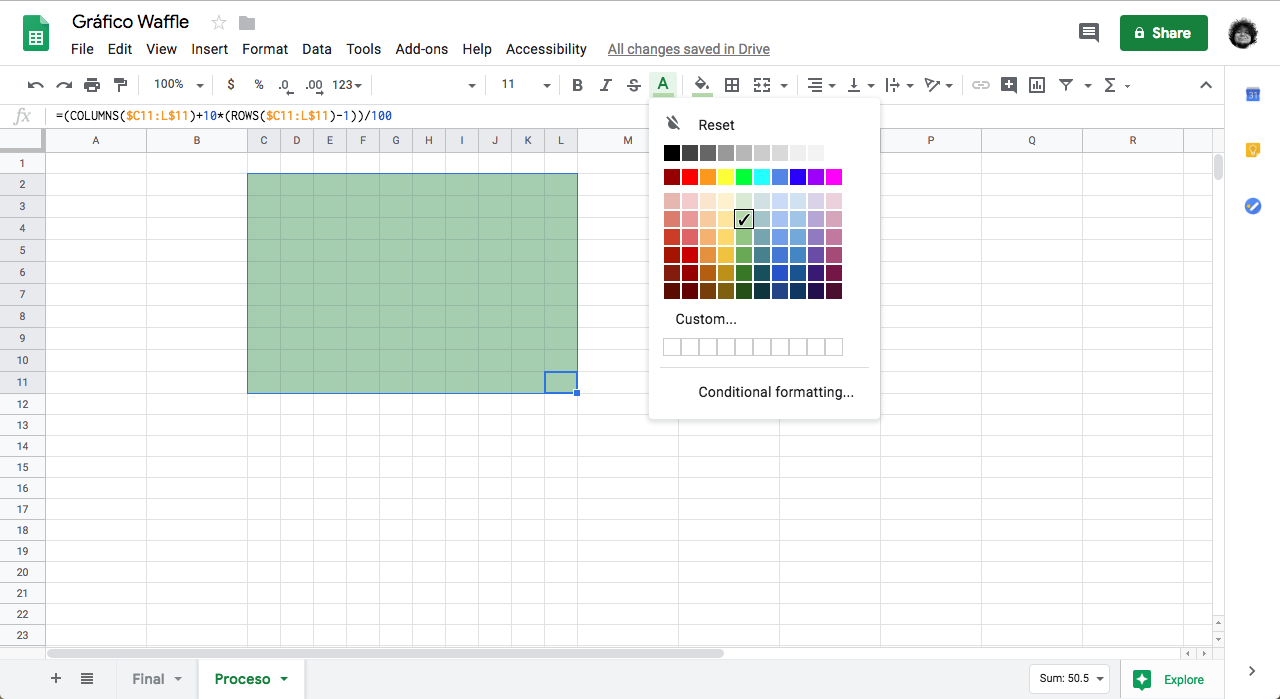 Gráfico Waffle
File Edit View Insert Format Data Tools Add-ons Help Accessibility All changes saved in Drive
Share
100% $ % .0 .00 123 11 B I S A
31
fx =(COLUMNS($C11:L$11)+10*(ROWS($C11:L$11)-1))/100
A B C D E F G H I J K L M P Q R
1
2
3
4
5
6
7
8
9
10
11
12
13
14
15
16
17
18
19
20
21
22
23
Reset
Custom...
Conditional formatting...
Final Proceso Sum: 50.5 Explore